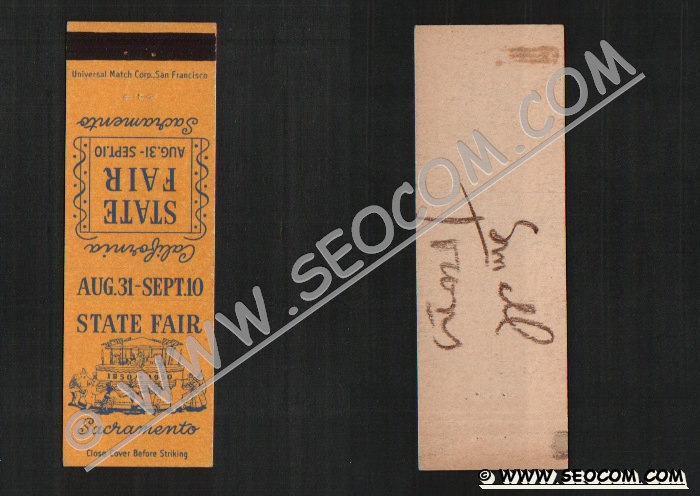 Universal Match Corp., San Francisco
California
STATE
FAIR
AUG. 31 - SEPT. 10
Sacramento
AUG. 31-SEPT. 10
STATE FAIR
1850
Sacramento
Close Cover Before Striking
Small
© WWW.SEOCOM.COM
© WWW.SEOCOM.COM